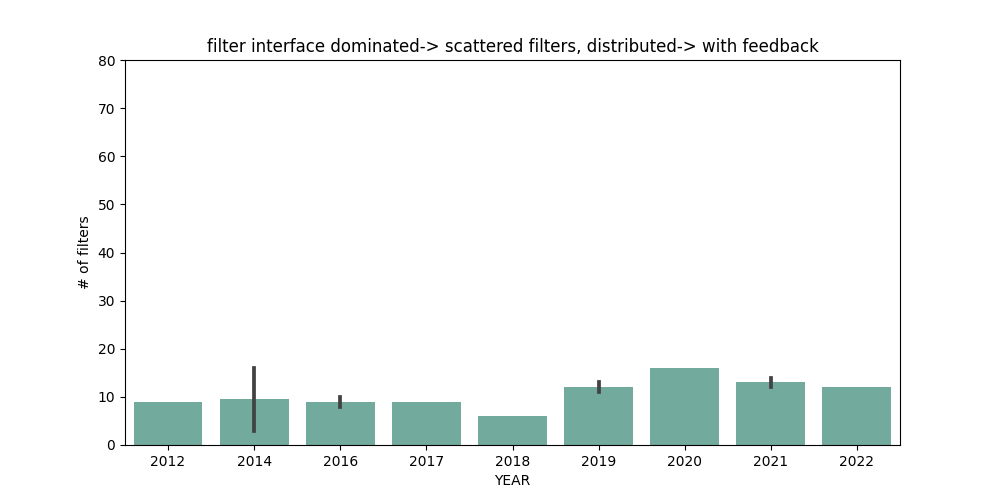 filter interface dominated-> scattered filters, distributed-> with feedback
80
70
60
50
40
30
20
10
0
# of filters
2012 2014 2016 2017 2018 2019 2020 2021 2022
YEAR